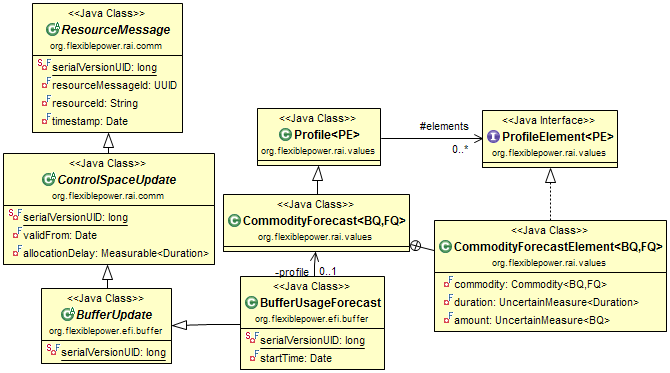 <<Java Class>>
ResourceMessage
org.flexiblepower.rai.comm
serialVersionUID: long
resourceMessageId: UUID
resourceId: String
timestamp: Date
<<Java Class>>
ControlSpaceUpdate
org.flexiblepower.rai.comm
serialVersionUID: long
validFrom: Date
allocationDelay: Measurable<Duration>
<<Java Class>>
BufferUpdate
org.flexiblepower.efi.buffer
serialVersionUID: long
<<Java Class>>
Profile<PE>
org.flexiblepower.rai.values
#elements
0..*
<<Java Interface>>
ProfileElement<PE>
org.flexiblepower.rai.values
<<Java Class>>
CommodityForecast<BQ,FQ>
org.flexiblepower.rai.values
-profile
0..1
<<Java Class>>
BufferUsageForecast
org.flexiblepower.efi.buffer
serialVersionUID: long
startTime: Date
<<Java Class>>
CommodityForecastElement<BQ,FQ>
org.flexiblepower.rai.values
commodity: Commodity<BQ,FQ>
duration: UncertainMeasure<Duration>
amount: UncertainMeasure<BQ>